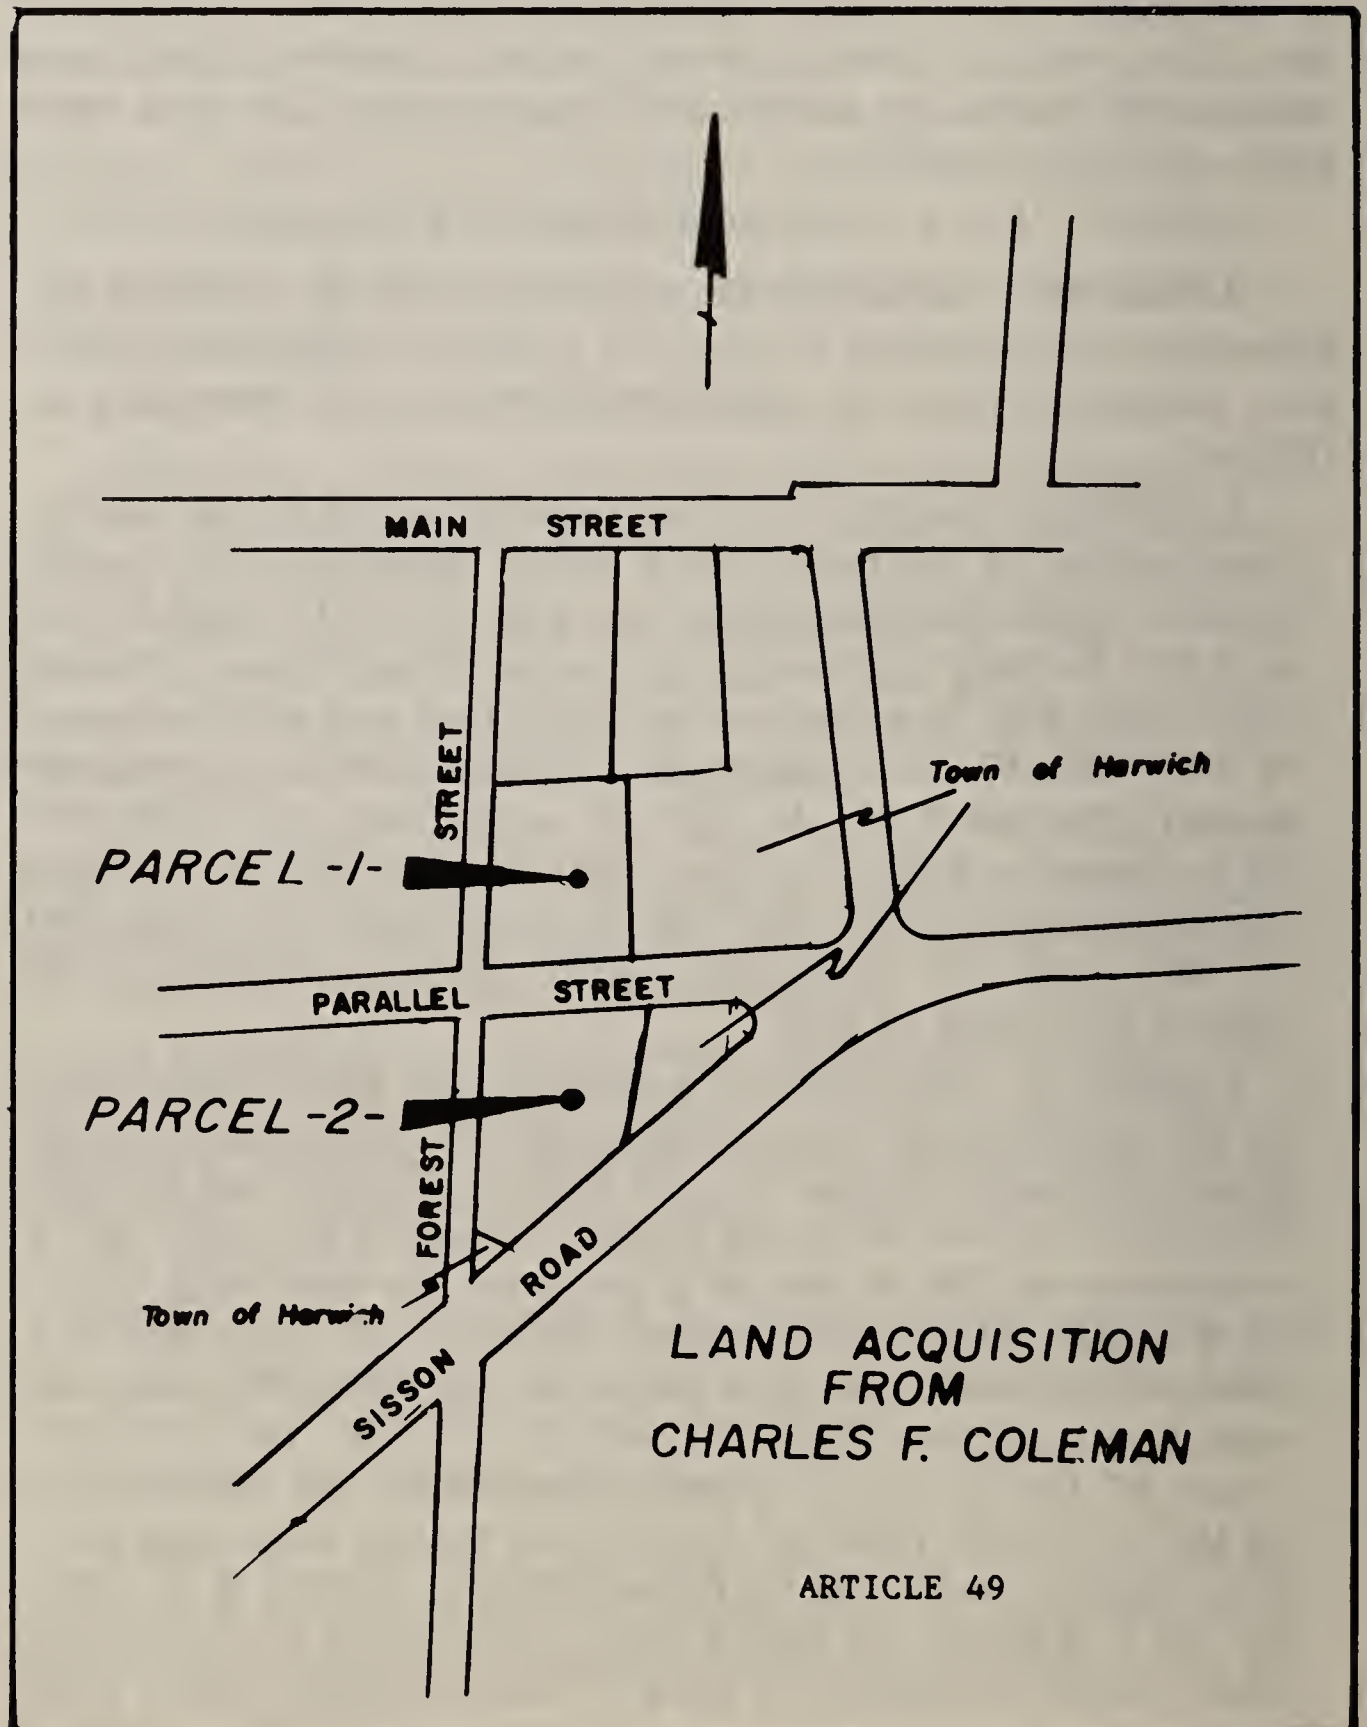 MAIN STREET
Town of Harwich
STREET
PARCEL -1-
PARALLEL STREET
PARCEL -2-
FOREST
ROAD
Town of Harwich
SISSON
LAND ACQUISITION
FROM
CHARLES F. COLEMAN
ARTICLE 49